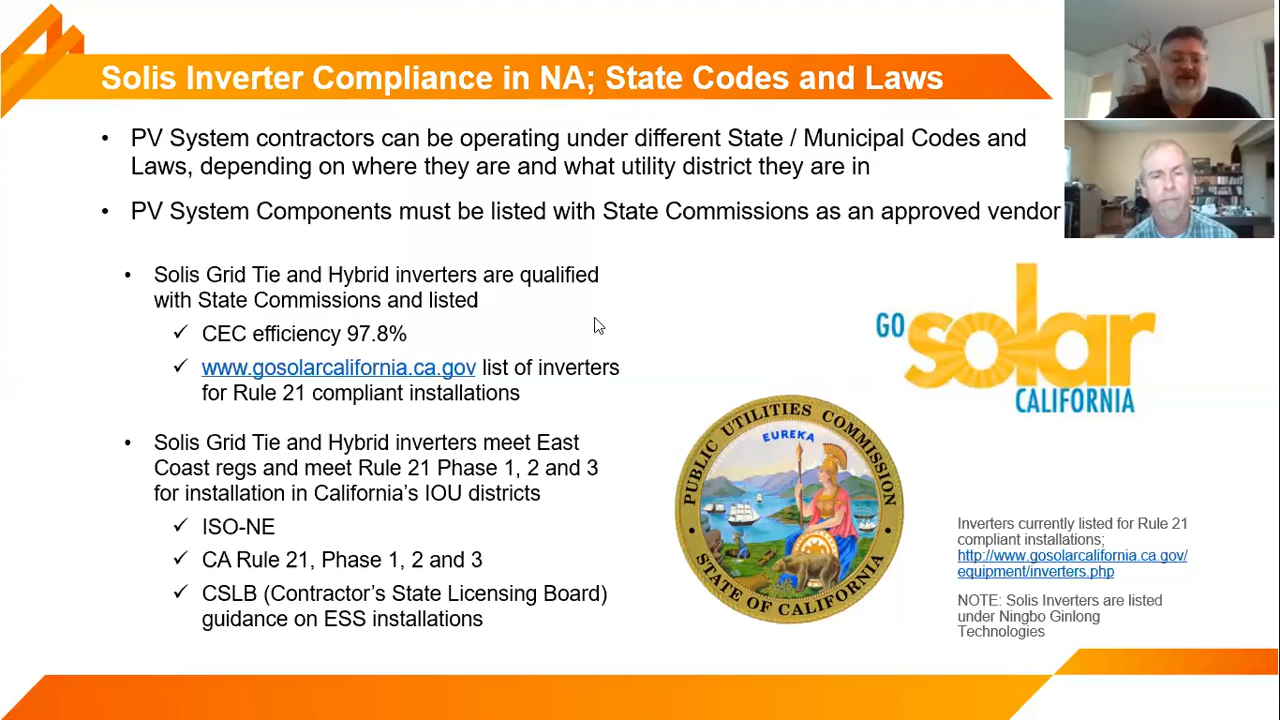 Solis Inverter Compliance in NA; State Codes and Laws
• PV System contractors can be operating under different State / Municipal Codes and
Laws, depending on where they are and what utility district they are in
• PV System Components must be listed with State Commissions as an approved vendor
• Solis Grid Tie and Hybrid inverters are qualified
with State Commissions and listed
✓ CEC efficiency 97.8%
✓ www.gosolarcalifornia.ca.gov list of inverters
for Rule 21 compliant installations
• Solis Grid Tie and Hybrid inverters meet East
Coast regs and meet Rule 21 Phase 1, 2 and 3
for installation in California's IOU districts
✓ ISO-NE
✓ CA Rule 21, Phase 1, 2 and 3
✓ CSLB (Contractor's State Licensing Board)
guidance on ESS installations
GO
solar
CALIFORNIA
PUBLIC UTILITIES COMMISSION
EUREKA
STATE OF CALIFORNIA
Inverters currently listed for Rule 21
compliant installations;
http://www.gosolarcalifornia.ca.gov/
equipment/inverters.php
NOTE: Solis Inverters are listed
under Ningbo Ginlong
Technologies